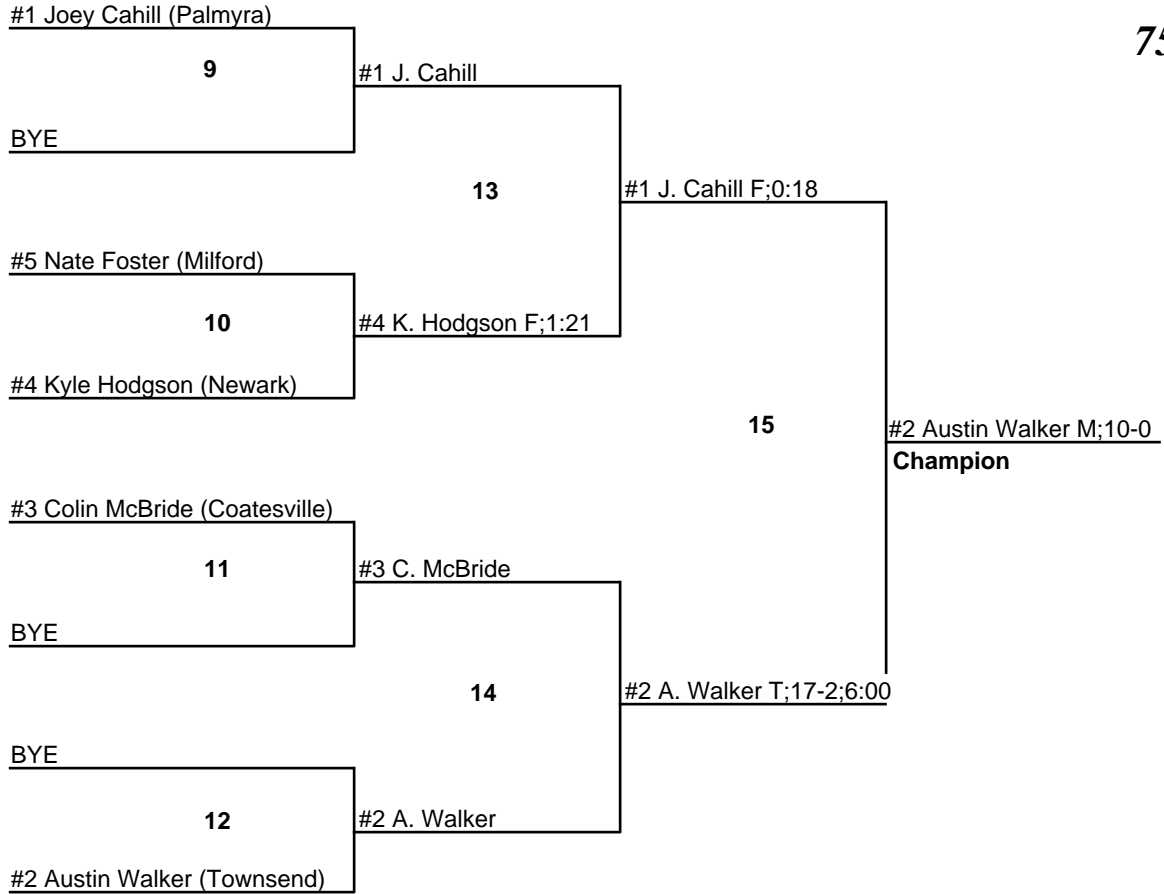 #1 Joey Cahill (Palmyra)
75
9
#1 J. Cahill
BYE
13
#1 J. Cahill F;0:18
#5 Nate Foster (Milford)
10
#4 K. Hodgson F;1:21
#4 Kyle Hodgson (Newark)
15
#2 Austin Walker M;10-0
Champion
#3 Colin McBride (Coatesville)
11
#3 C. McBride
BYE
14
#2 A. Walker T;17-2;6:00
BYE
12
#2 A. Walker
#2 Austin Walker (Townsend)